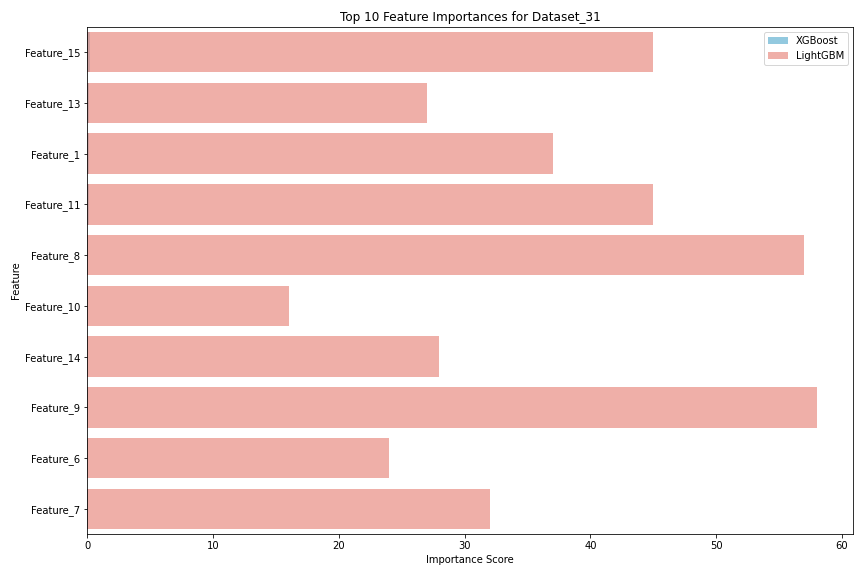 Top 10 Feature Importances for Dataset_31
XGBoost
LightGBM
Feature_15
Feature_13
Feature_1
Feature_11
Feature_8
Feature_10
Feature_14
Feature_9
Feature_6
Feature_7
Feature
0 10 20 30 40 50 60
Importance Score